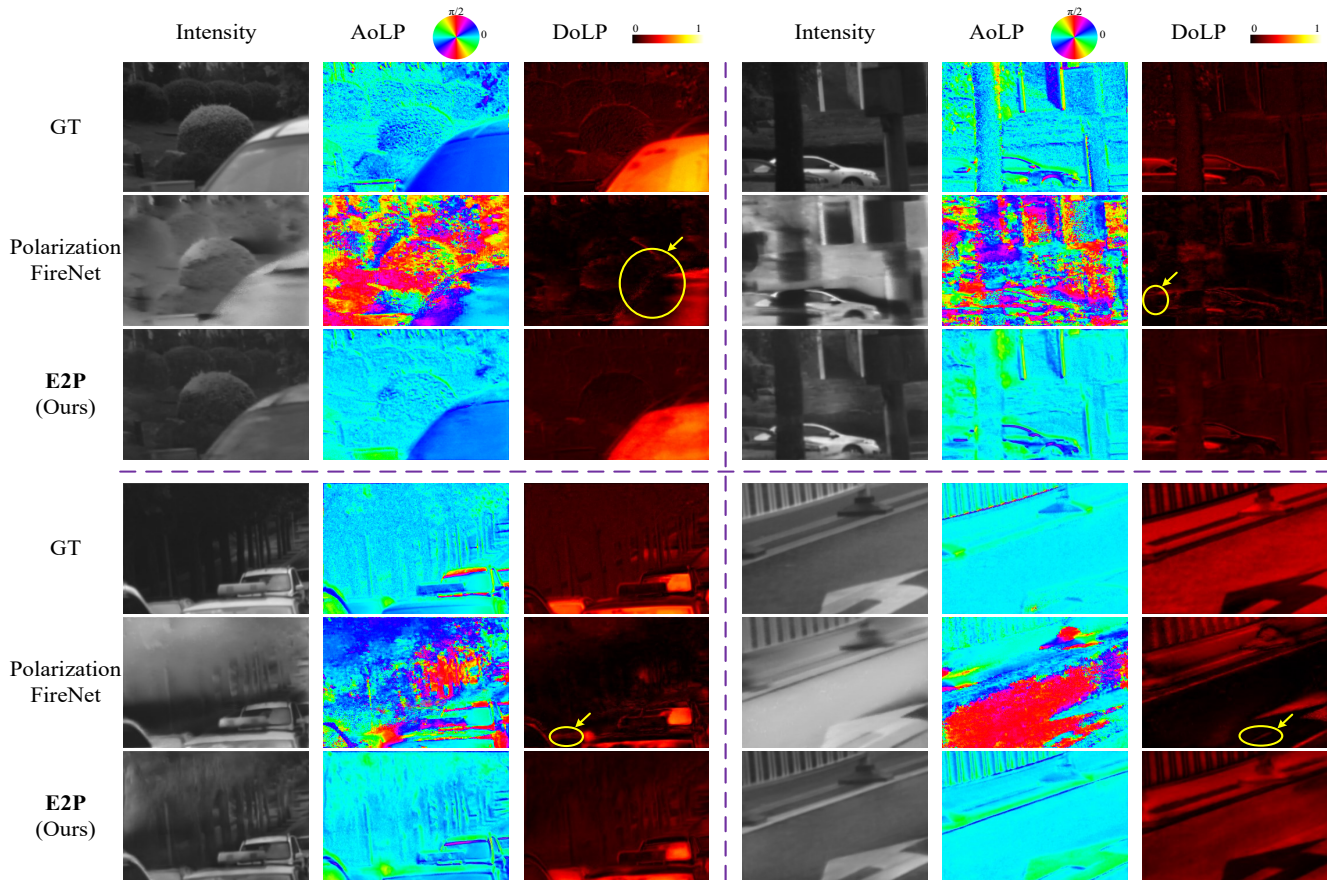 Intensity
AoLP
π/2
0
DoLP
0
1
Intensity
AoLP
π/2
0
DoLP
0
1
GT
Polarization
FireNet
E2P
(Ours)
GT
Polarization
FireNet
E2P
(Ours)